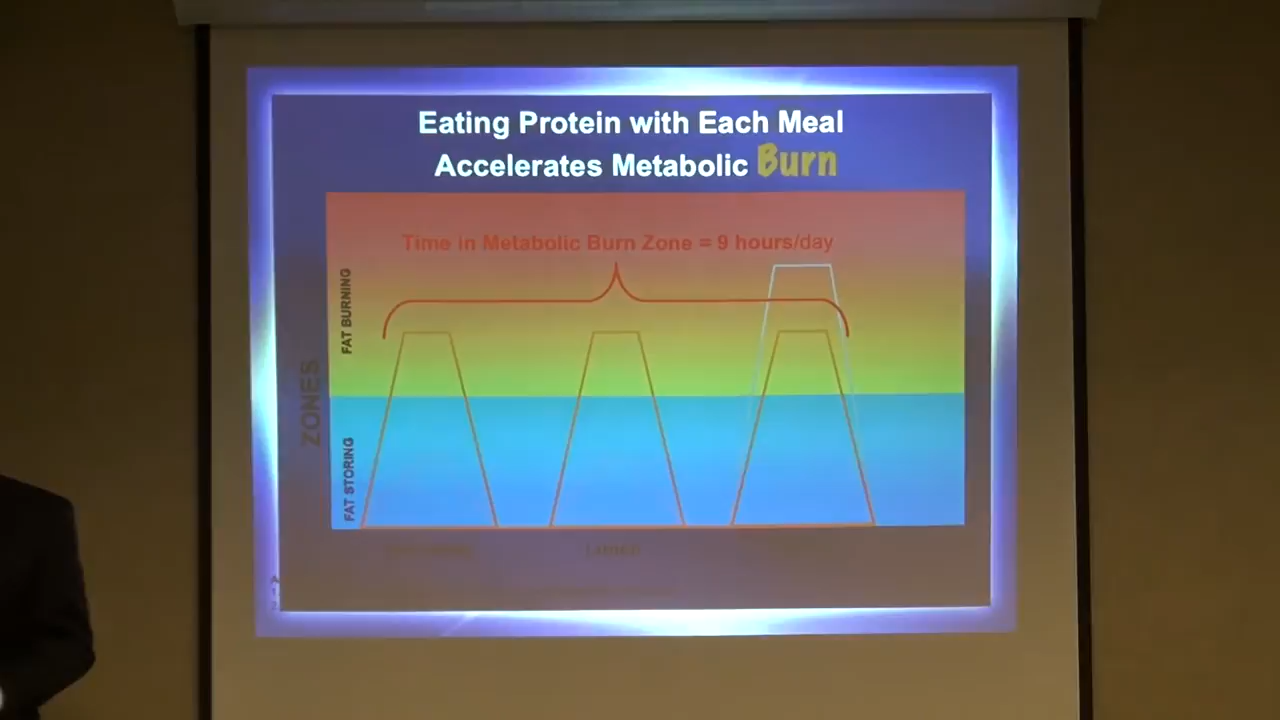 Eating Protein with Each Meal
Accelerates Metabolic Burn
Time in Metabolic Burn Zone = 9 hours/day
FAT BURNING
ZONES
FAT STORING
Lunch